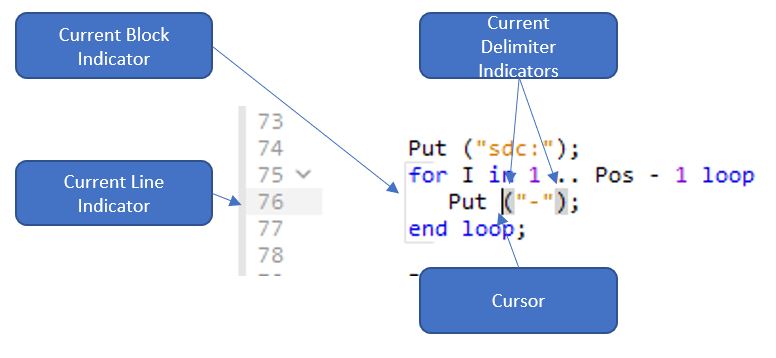 Current Block
Indicator
Current
Delimiter
Indicators
Current Line
Indicator
73
74 Put ("sdc:");
75 for I in 1 .. Pos - 1 loop
76 Put ("-");
77 end loop;
78
Cursor